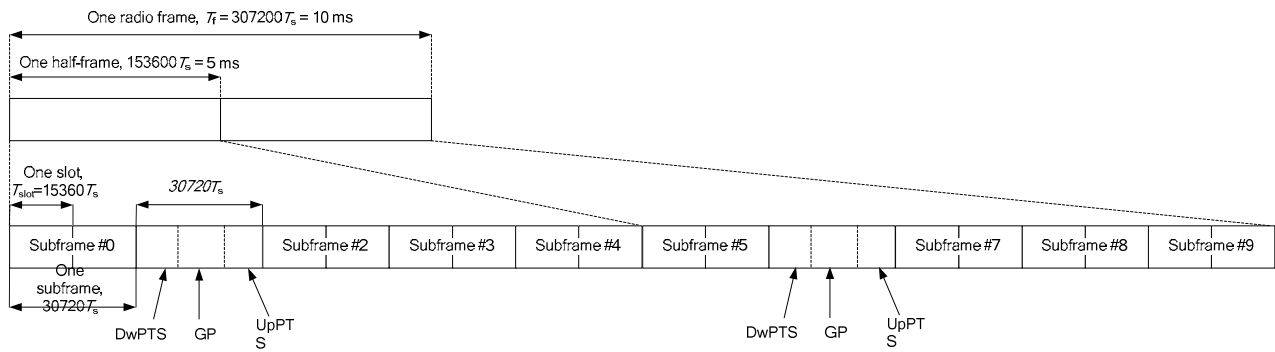 One radio frame, Tf = 307200Ts = 10 ms
One half-frame, 153600Ts = 5 ms
One slot,
Tslot=15360Ts
30720Ts
Subframe #0
Subframe #2
Subframe #3
Subframe #4
Subframe #5
Subframe #7
Subframe #8
Subframe #9
One
subframe,
30720Ts
DwPTS
GP
UpPT
S
DwPTS
GP
UpPT
S